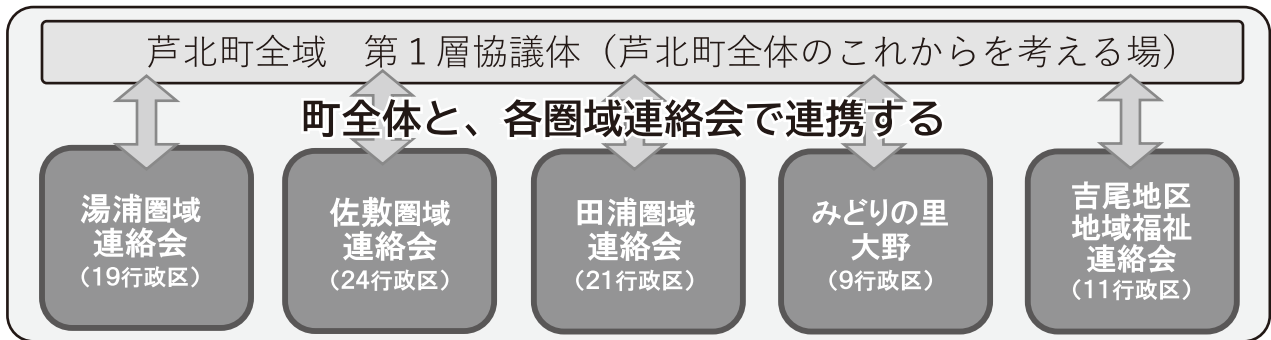 芦北町全域　第１層協議体（芦北町全体のこれからを考える場）
町全体と、各圏域連絡会で連携する
湯浦圏域
連絡会
（19行政区）
佐敷圏域
連絡会
（24行政区）
田浦圏域
連絡会
（21行政区）
みどりの里
大野
（9行政区）
吉尾地区
地域福祉
連絡会
（11行政区）